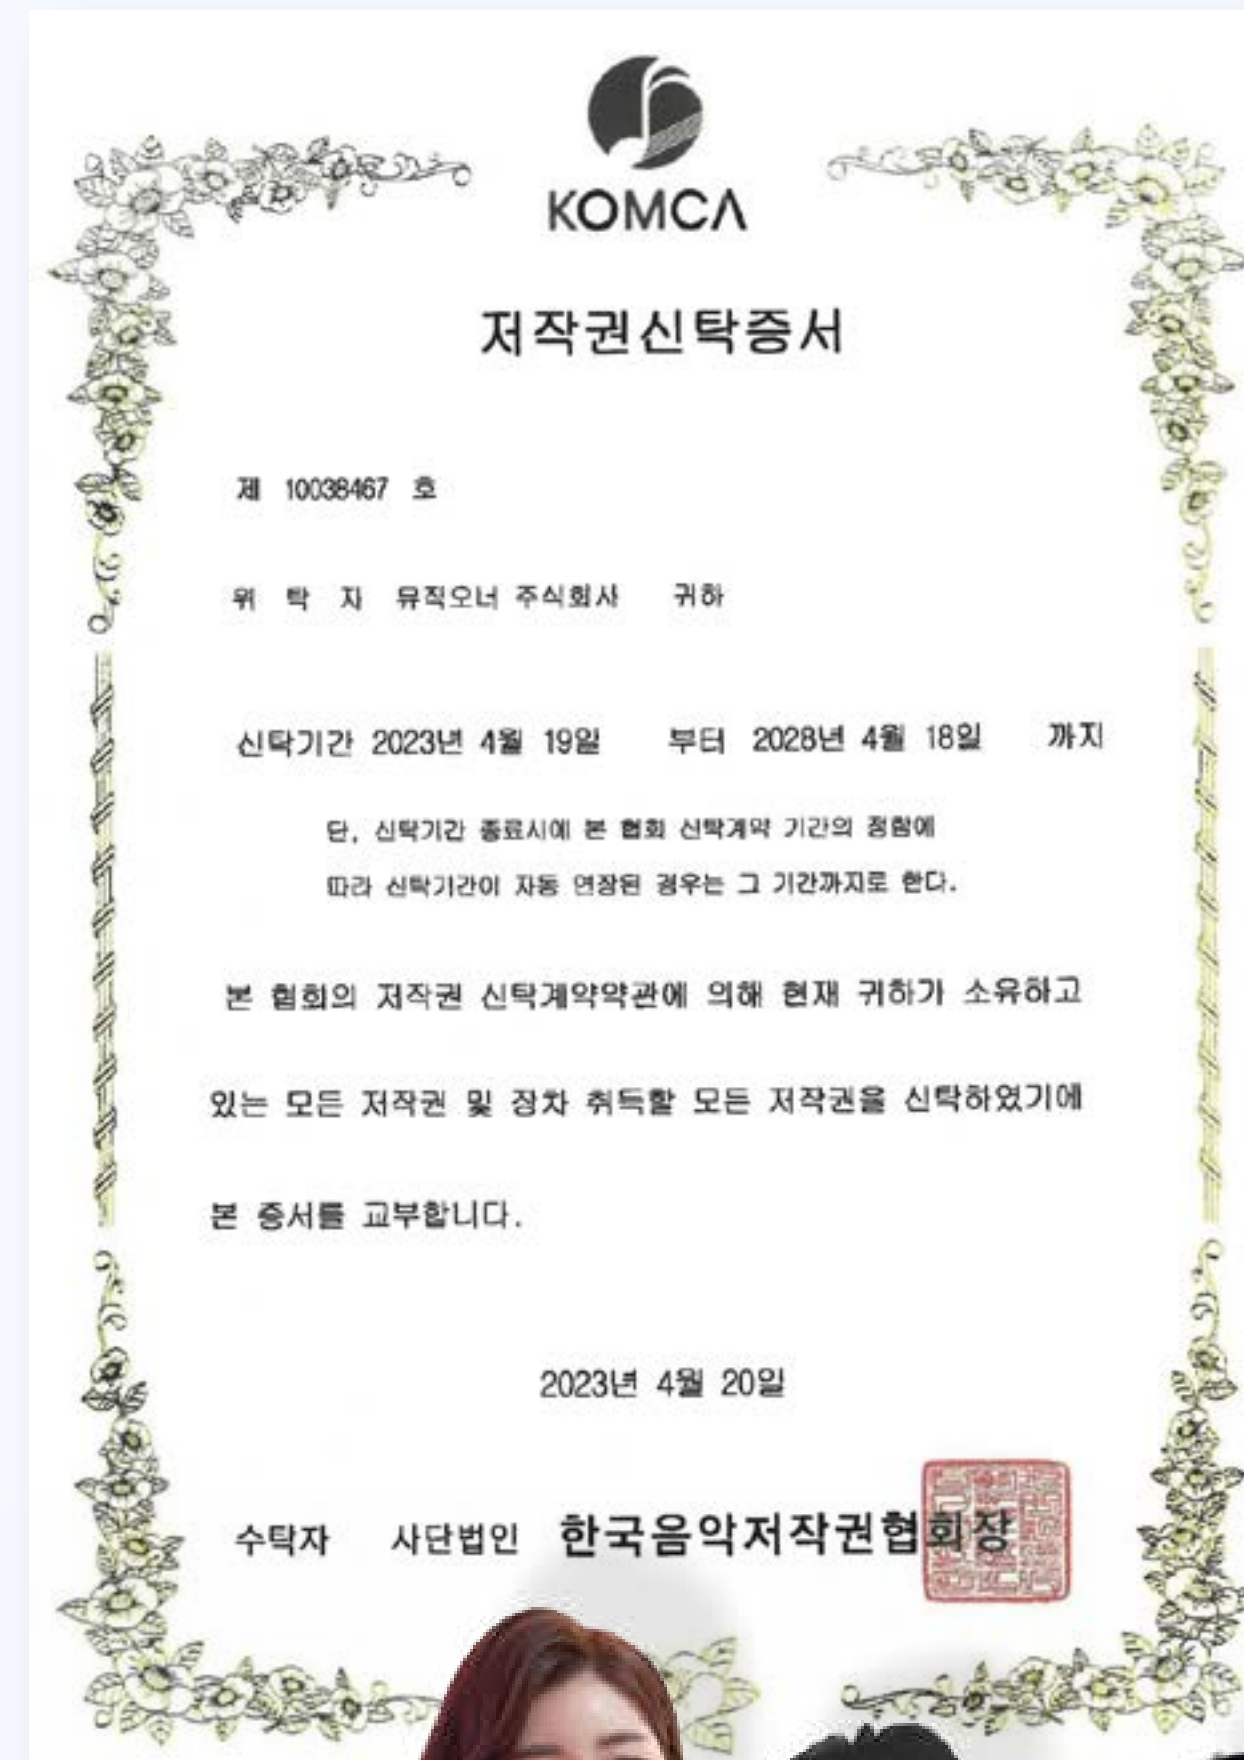 KOMCA
저작권신탁증서
제 10038467 호
위 탁 자 뮤직오너 주식회사 귀하
신탁기간 2023년 4월 19일 부터 2028년 4월 18일 까지
단, 신탁기간 종료시에 본 협회 신탁계약 기간의 정함에
따라 신탁기간이 자동 연장된 경우는 그 기간까지로 한다.
본 협회의 저작권 신탁계약약관에 의해 현재 귀하가 소유하고
있는 모든 저작권 및 장차 취득할 모든 저작권을 신탁하였기에
본 증서를 교부합니다.
2023년 4월 20일
수탁자 사단법인 한국음악저작권협회장